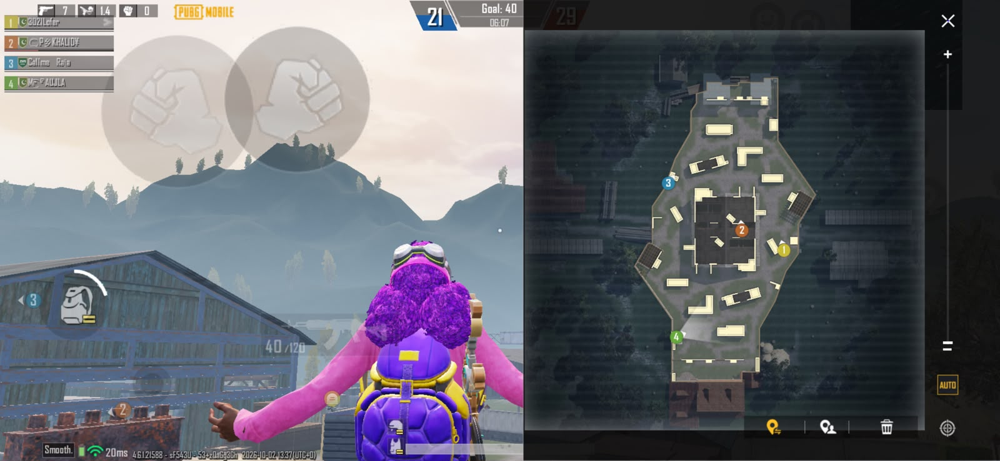 7 1.4 0
PUBG MOBILE
21 Goal: 40 29
06:07
1 3021Lofer
2 KHALID¥
3 Callme Raja
4 AUJLA
3
40 /120
2
Smooth. 20ms
3
2
1
4
AUTO